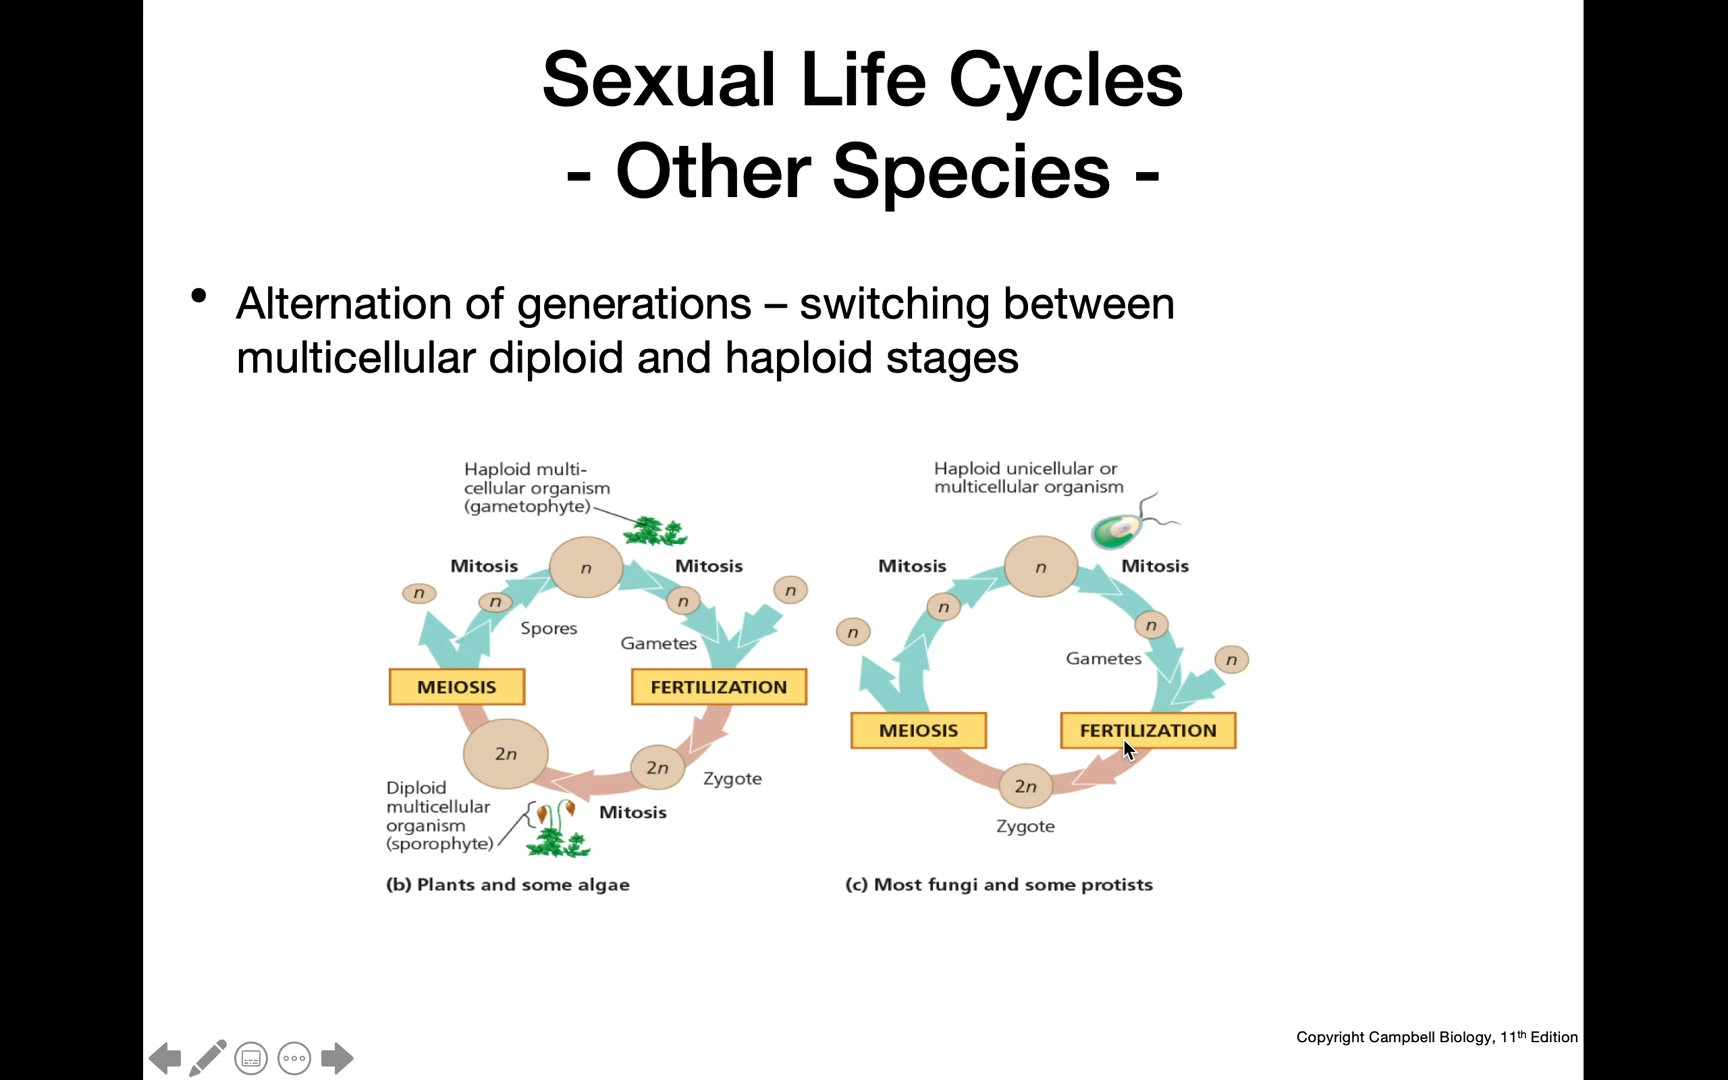 Sexual Life Cycles
- Other Species -
• Alternation of generations – switching between
multicellular diploid and haploid stages
Haploid multi-
cellular organism
(gametophyte)
Mitosis
n
Mitosis
n
n
n
n
Spores
Gametes
MEIOSIS
FERTILIZATION
2n
2n
Zygote
Diploid
multicellular
organism
(sporophyte)
Mitosis
(b) Plants and some algae
Haploid unicellular or
multicellular organism
Mitosis
n
Mitosis
n
n
n
n
Gametes
MEIOSIS
FERTILIZATION
2n
Zygote
(c) Most fungi and some protists
Copyright Campbell Biology, 11th Edition